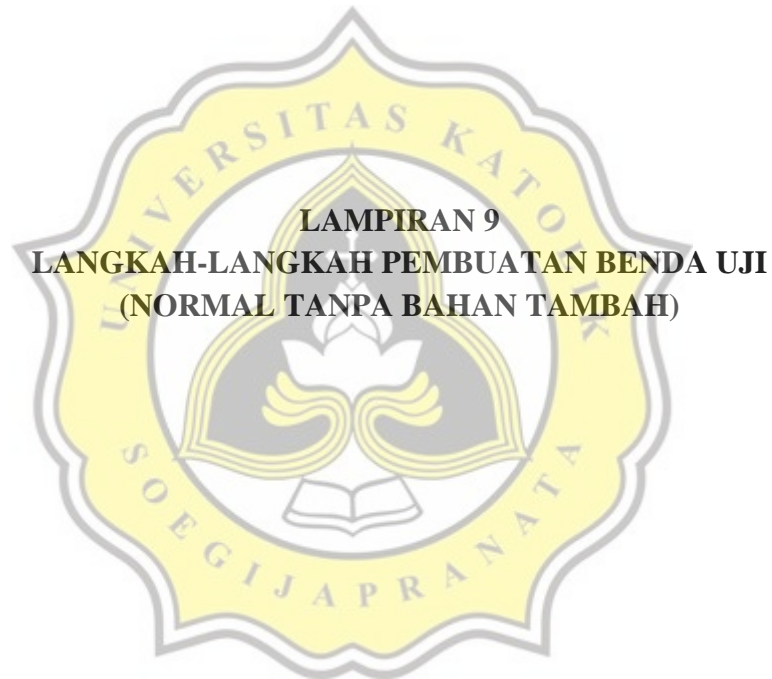 LAMPIRAN 9
LANGKAH-LANGKAH PEMBUATAN BENDA UJI
(NORMAL TANPA BAHAN TAMBAH)
UNIVERSITAS KATOLIK
SOEGIJAPRANATA